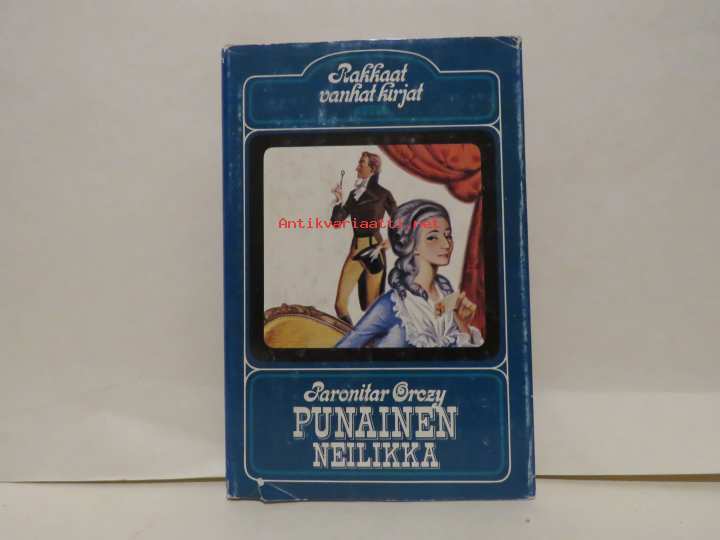 Rakkaat
vanhat kirjat
Antikvariaatti.net
Paronitar Orczy
PUNAINEN
NEILIKKA